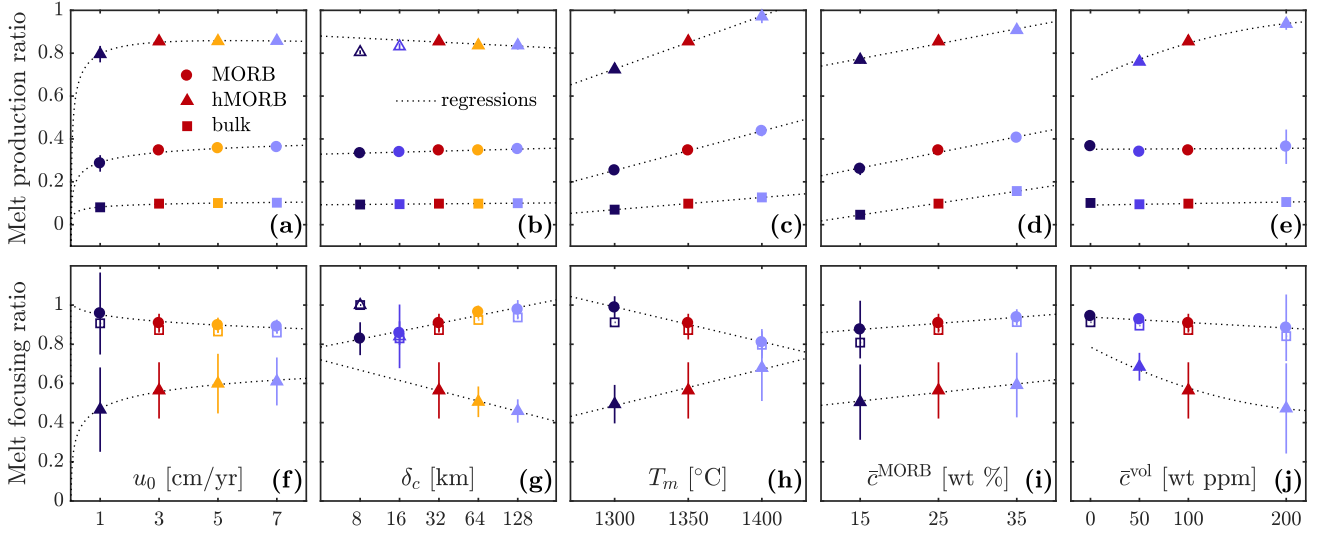 Melt production ratio
1
0.8
0.6
0.4
0.2
0
MORB
hMORB
bulk
(a)
regressions
(b)
(c)
(d)
(e)
Melt focusing ratio
1
0.8
0.6
0.4
0.2
0
u₀ [cm/yr] (f)
1 3 5 7
δ_c [km] (g)
8 16 32 64 128
T_m [°C] (h)
1300 1350 1400
c̄^MORB [wt %] (i)
15 25 35
c̄^vol [wt ppm] (j)
0 50 100 200